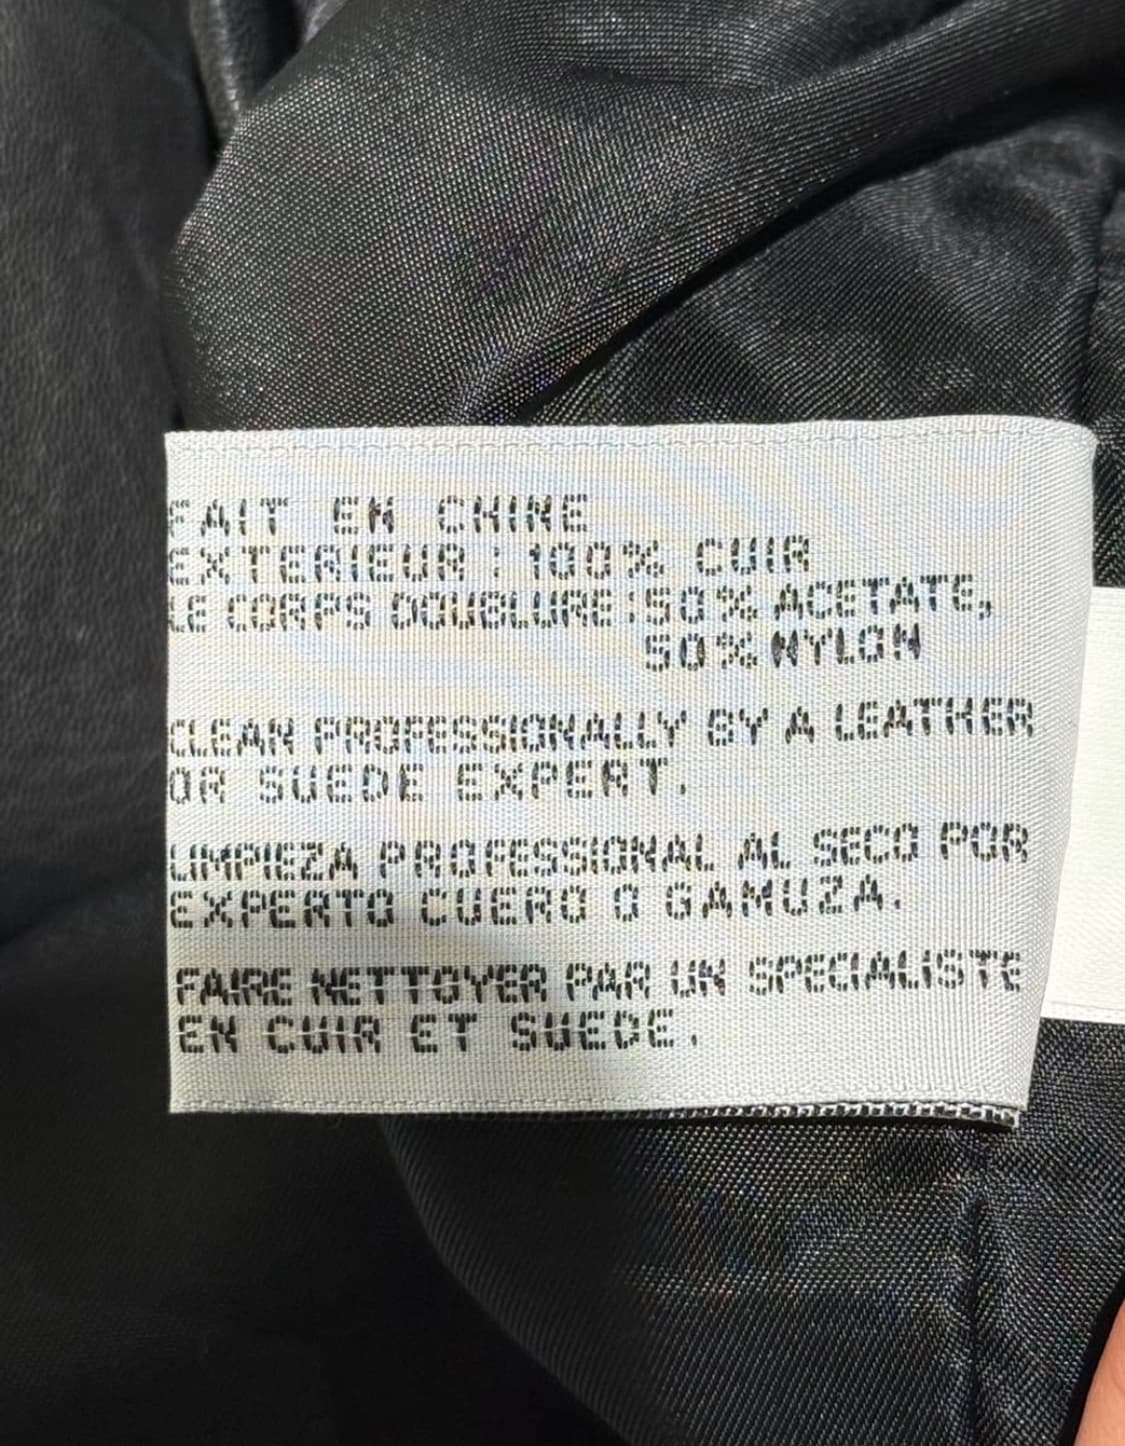 FAIT EN CHINE
EXTERIEUR : 100% CUIR
LE CORPS DOUBLURE : 50% ACETATE,
50% NYLON
CLEAN PROFESSIONALLY BY A LEATHER
OR SUEDE EXPERT.
LIMPIEZA PROFESSIONAL AL SECO POR
EXPERTO CUERO O GAMUZA.
FAIRE NETTOYER PAR UN SPECIALISTE
EN CUIR ET SUEDE.